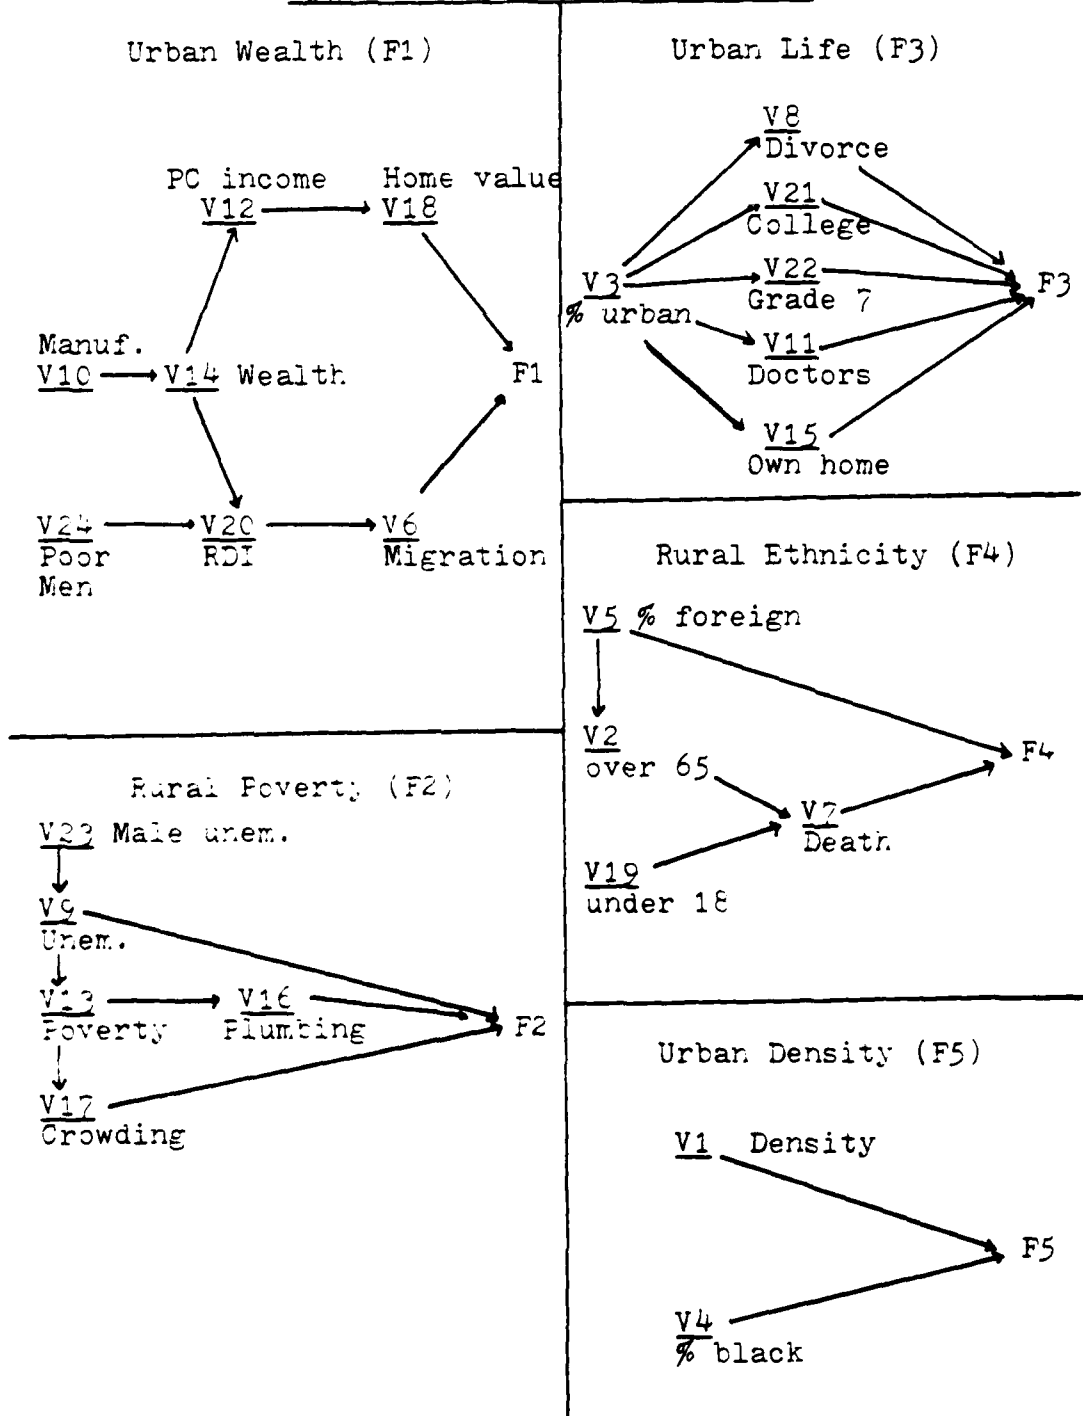 Urban Wealth (F1)
PC income
V12
Home value
V18
Manuf.
V10
V14 Wealth
F1
V24
Poor
Men
V20
RDI
V6
Migration
Rural Poverty (F2)
V23 Male unem.
V9
Unem.
V13
Poverty
V16
Plumbing
F2
V17
Crowding
Urban Life (F3)
V8
Divorce
V21
College
V3
% urban
V22
Grade 7
F3
V11
Doctors
V15
Own home
Rural Ethnicity (F4)
V5 % foreign
V2
over 65
F4
V7
Death
V19
under 18
Urban Density (F5)
V1 Density
F5
V4
% black